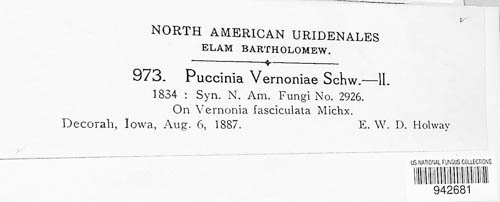 NORTH AMERICAN URIDENALES
ELAM BARTHOLOMEW.
973. Puccinia Vernoniae Schw.—II.
1834 : Syn. N. Am. Fungi No. 2926.
On Vernonia fasciculata Michx.
Decorah, Iowa, Aug. 6, 1887. E. W. D. Holway
US NATIONAL FUNGUS COLLECTIONS
942681